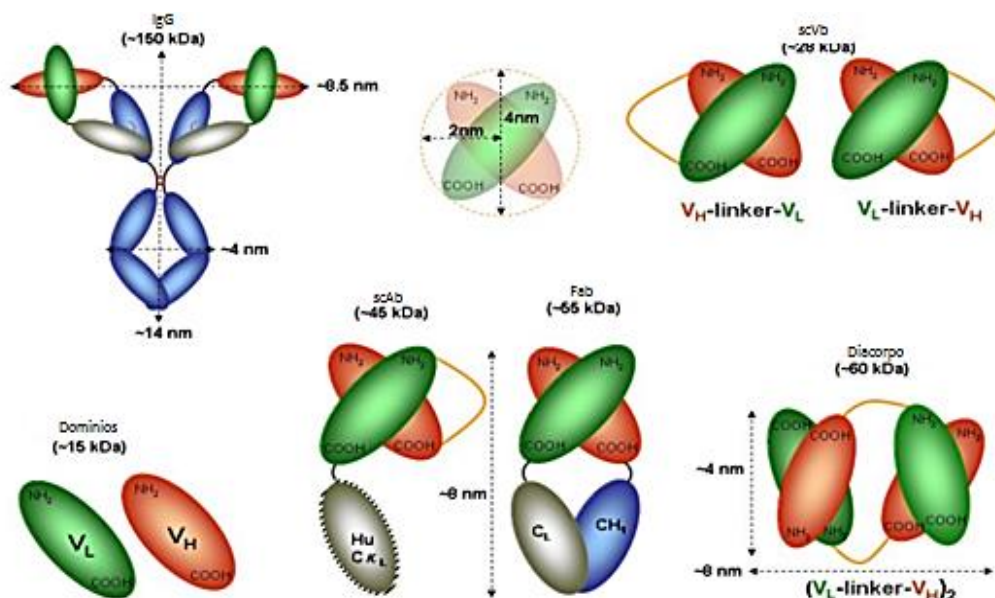 IgG
(~150 kDa)
~8.5 nm
~4 nm
~14 nm
NH2
NH2
2nm
4nm
COOH
COOH
scVb
(~28 kDa)
NH2
NH2
COOH
COOH
NH2
NH2
COOH
COOH
VH-linker-VL
VL-linker-VH
scAb
(~45 kDa)
NH2
NH2
COOH
COOH
Hu
CκL
Fab
(~55 kDa)
NH2
NH2
COOH
COOH
CL
CH1
~8 nm
Diacorpo
(~60 kDa)
COOH
COOH
NH2
NH2
NH2
NH2
COOH
COOH
~4 nm
~8 nm
(VL-linker-VH)2
Dominios
(~15 kDa)
NH2
VL
COOH
NH2
VH
COOH